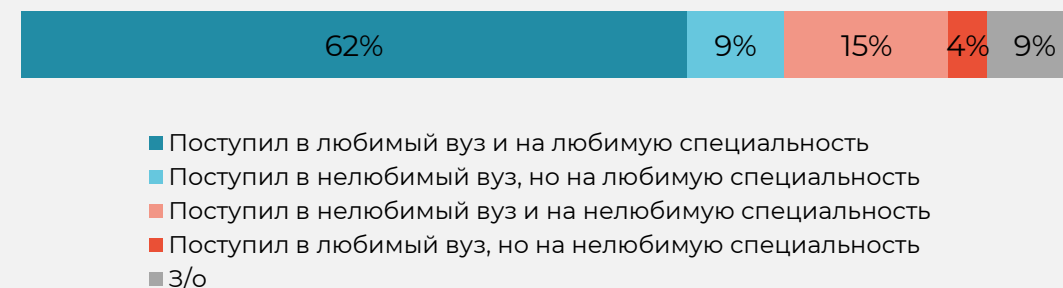 62% 9% 15% 4% 9%
Поступил в любимый вуз и на любимую специальность
Поступил в нелюбимый вуз, но на любимую специальность
Поступил в нелюбимый вуз и на нелюбимую специальность
Поступил в любимый вуз, но на нелюбимую специальность
З/о